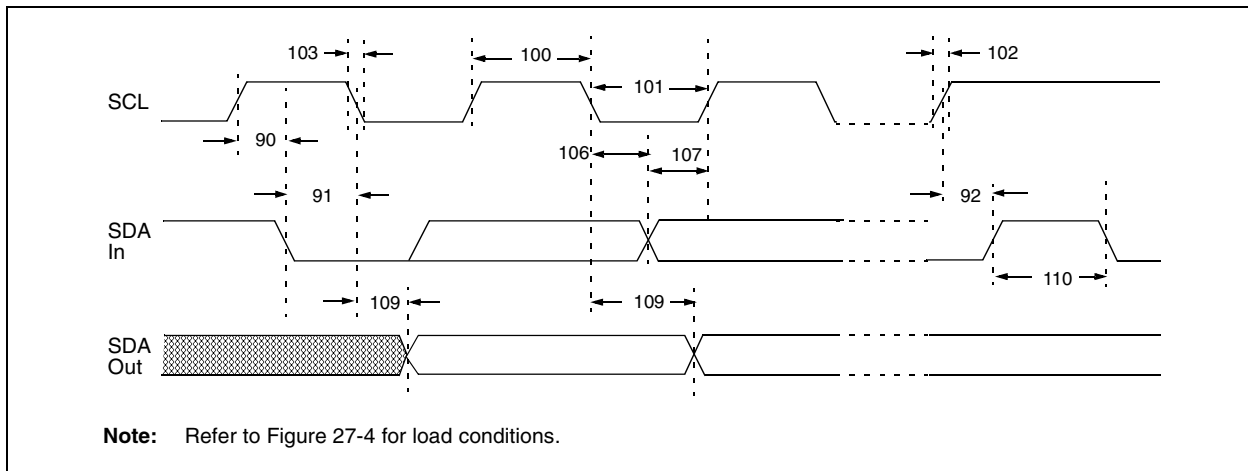 103
100
102
SCL
101
90
106
107
91
92
SDA
In
110
109
109
SDA
Out
Note: Refer to Figure 27-4 for load conditions.